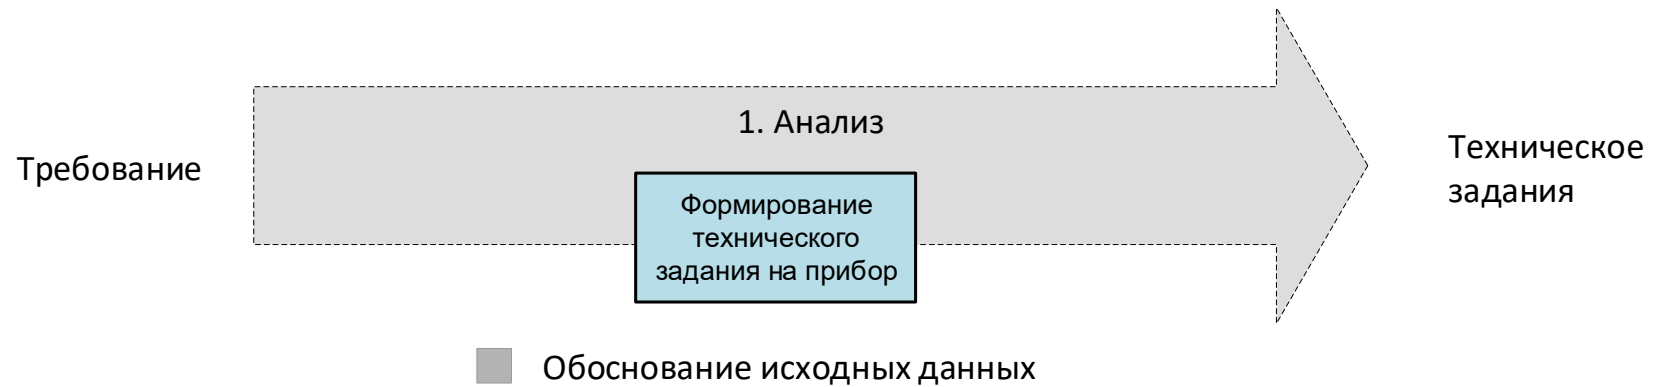 Требование
1. Анализ
Формирование
технического
задания на прибор
Техническое
задания
Обоснование исходных данных